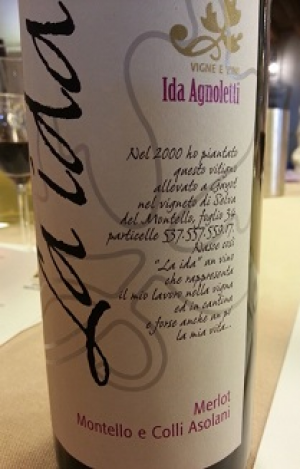 La ida
VIGNE E VINI
Ida Agnoletti
Nel 2000 ho piantato
questo vitigno
allevato a Guyot
nel vigneto di Selva
del Montello, foglio 34
particelle 537.557.559.17.
Nasce così
"La ida" un vino
che rappresenta
il mio lavoro nella vigna
ed in cantina
e forse anche un po'
la mia vita...
Merlot
Montello e Colli Asolani